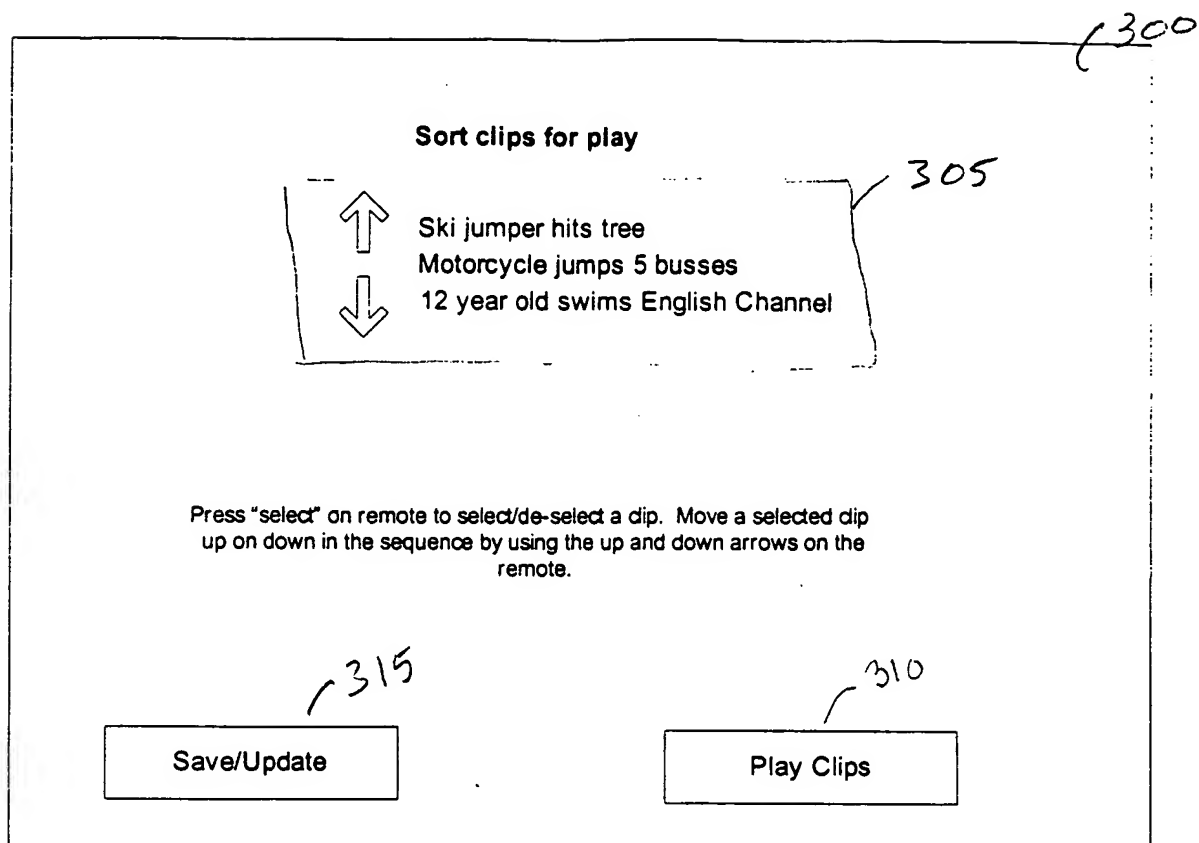 300
Sort clips for play
305
Ski jumper hits tree
Motorcycle jumps 5 busses
12 year old swims English Channel
Press "select" on remote to select/de-select a clip. Move a selected clip
up on down in the sequence by using the up and down arrows on the
remote.
315
310
Save/Update
Play Clips